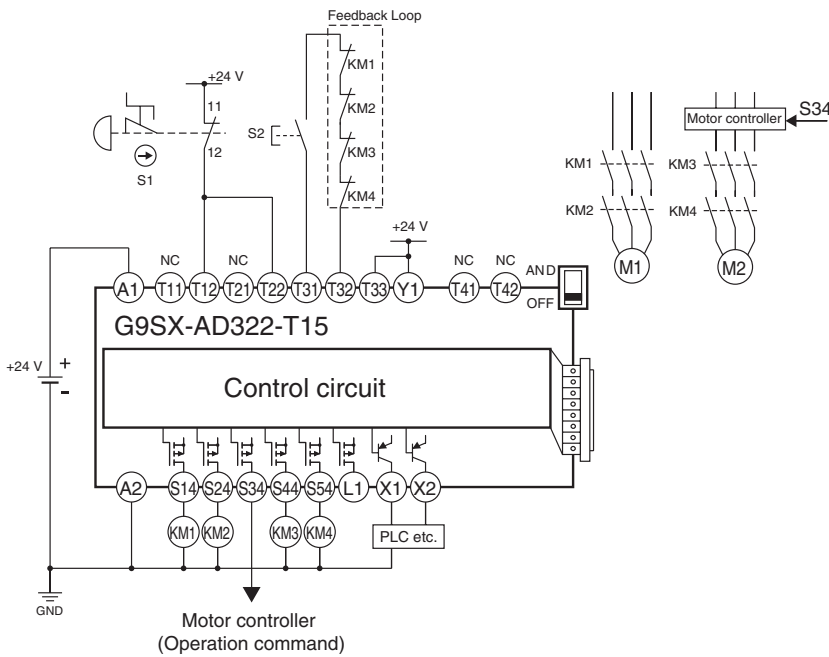 Feedback Loop
+24 V
11
12
S1
S2
KM1
KM2
KM3
KM4
Motor controller
S34
KM1
KM3
KM2
KM4
M1
M2
+24 V
NC
NC
NC
NC
A1
T11
T12
T21
T22
T31
T32
T33
Y1
T41
T42
AND
OFF
G9SX-AD322-T15
Control circuit
+24 V
+
-
A2
S14
S24
S34
S44
S54
L1
X1
X2
KM1
KM2
KM3
KM4
PLC etc.
GND
Motor controller
(Operation command)